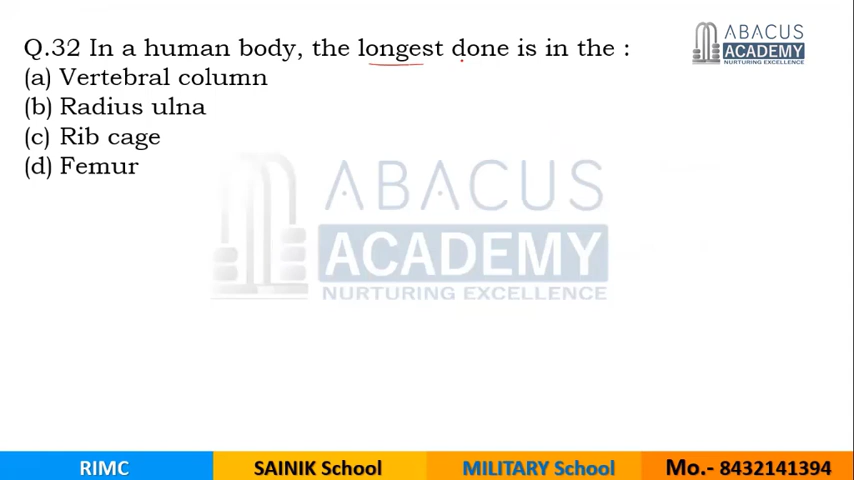 Q.32 In a human body, the longest done is in the :
(a) Vertebral column
(b) Radius ulna
(c) Rib cage
(d) Femur
ABACUS
ACADEMY
NURTURING EXCELLENCE
ABACUS
ACADEMY
NURTURING EXCELLENCE
RIMC SAINIK School MILITARY School Mo.- 8432141394